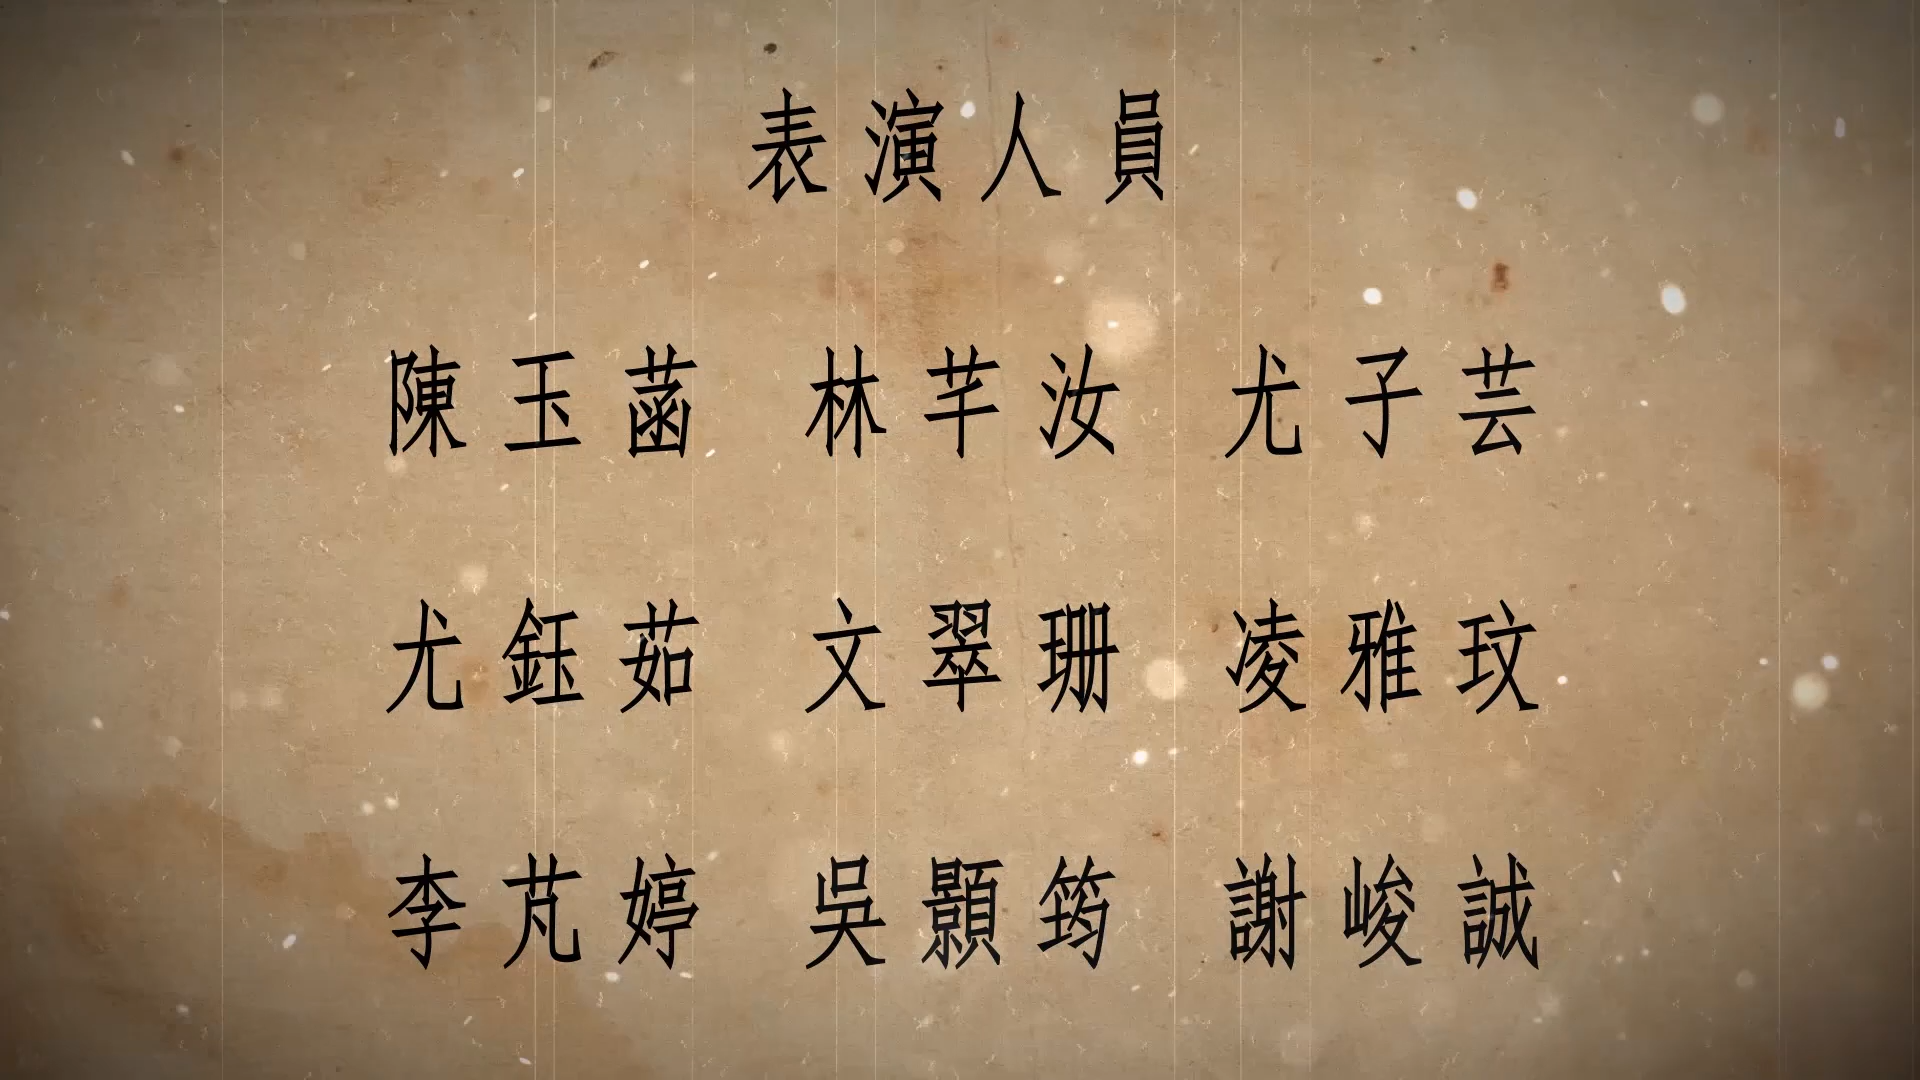 表演人員
陳玉菡 林芊汝 尤子芸
尤鈺茹 文翠珊 凌雅玟
李芃婷 吳顥筠 謝峻誠